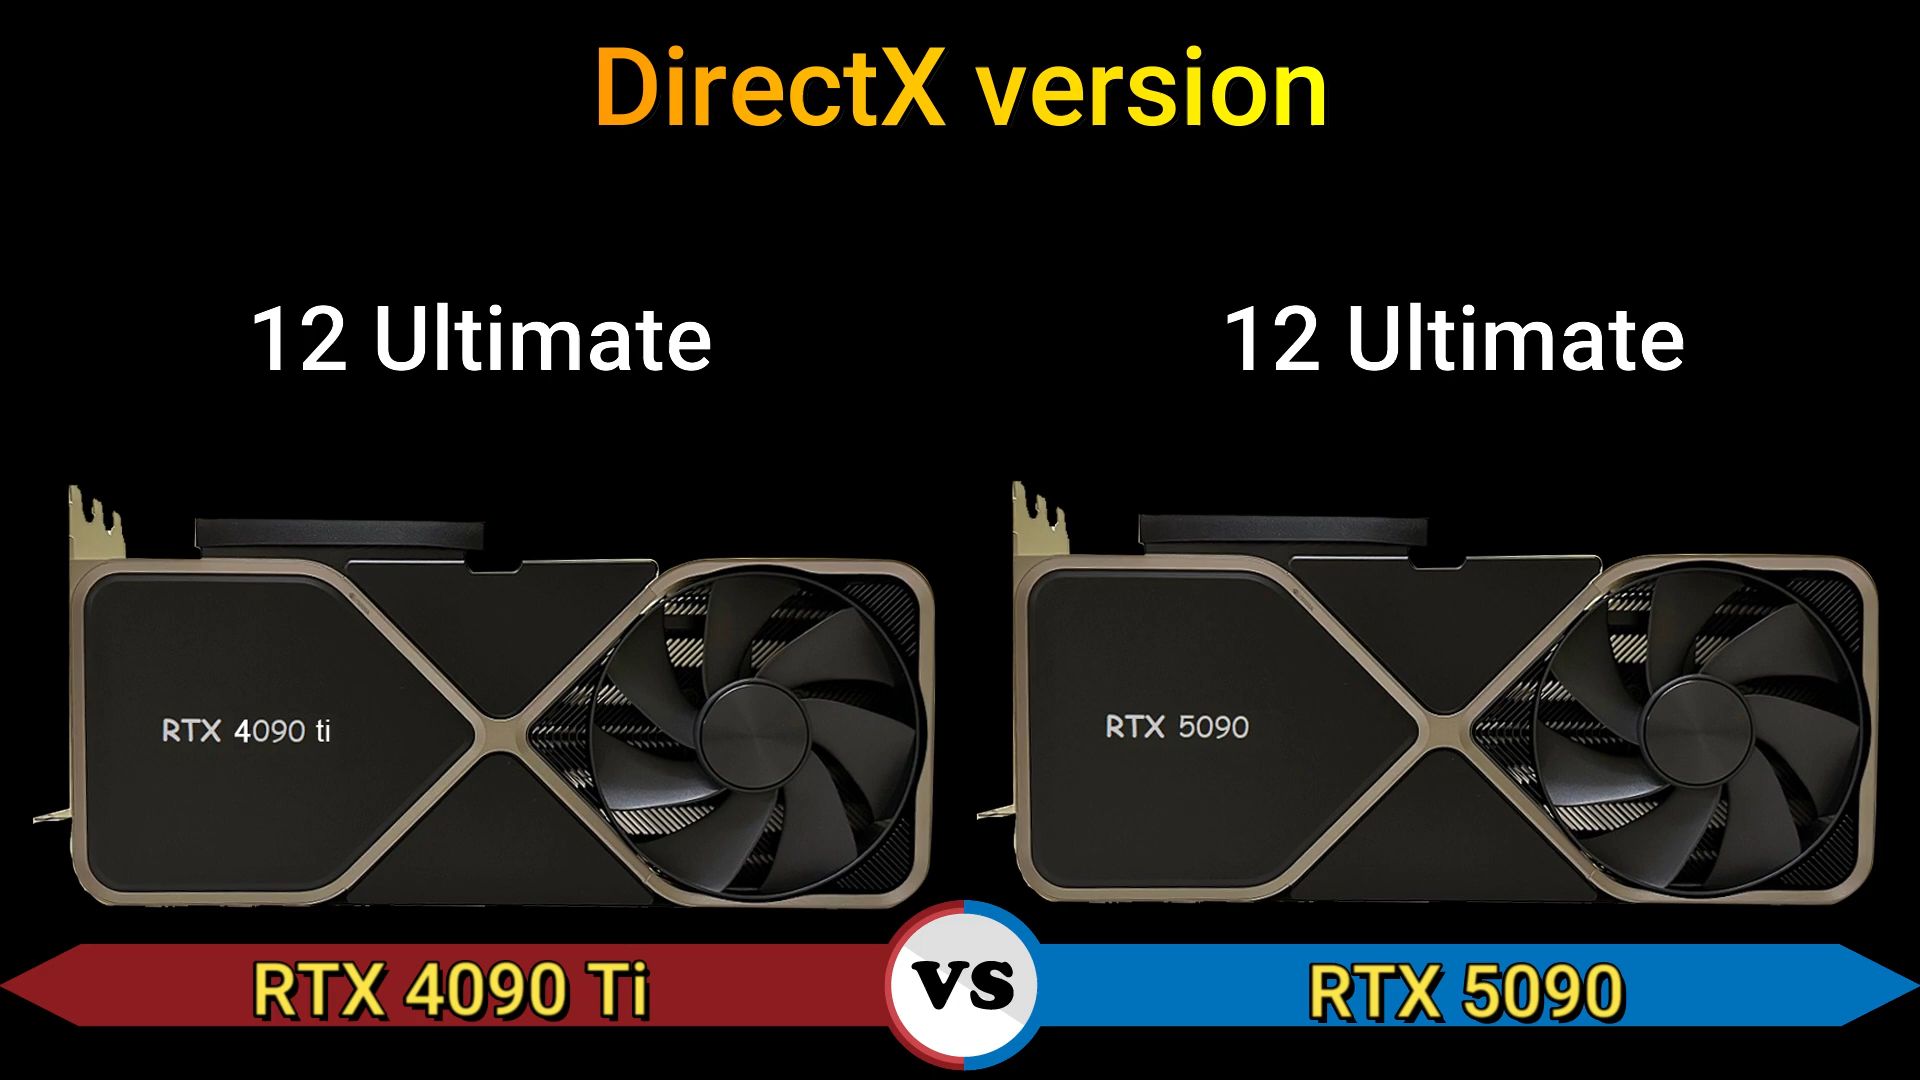 DirectX version
12 Ultimate
12 Ultimate
RTX 4090 ti
RTX 5090
RTX 4090 Ti
VS
RTX 5090